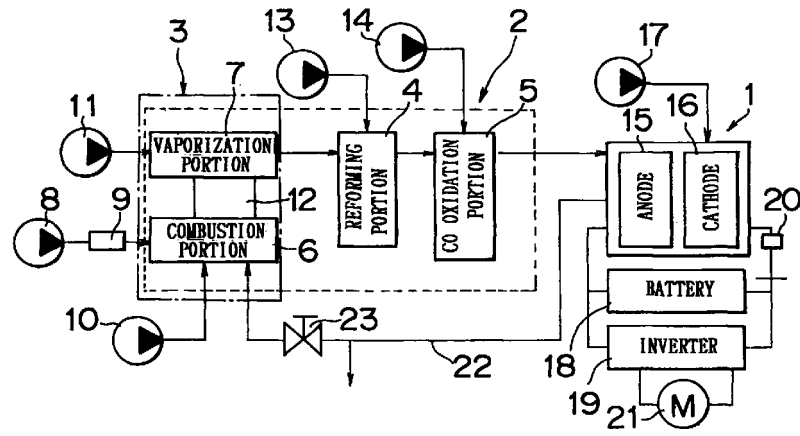 13
14
2
17
3
7
4
5
15
16
1
11
VAPORIZATION
PORTION
REFORMING
PORTION
CO OXIDATION
PORTION
ANODE
CATHODE
20
8
9
12
COMBUSTION
PORTION
6
BATTERY
10
23
18
INVERTER
22
19
21
M